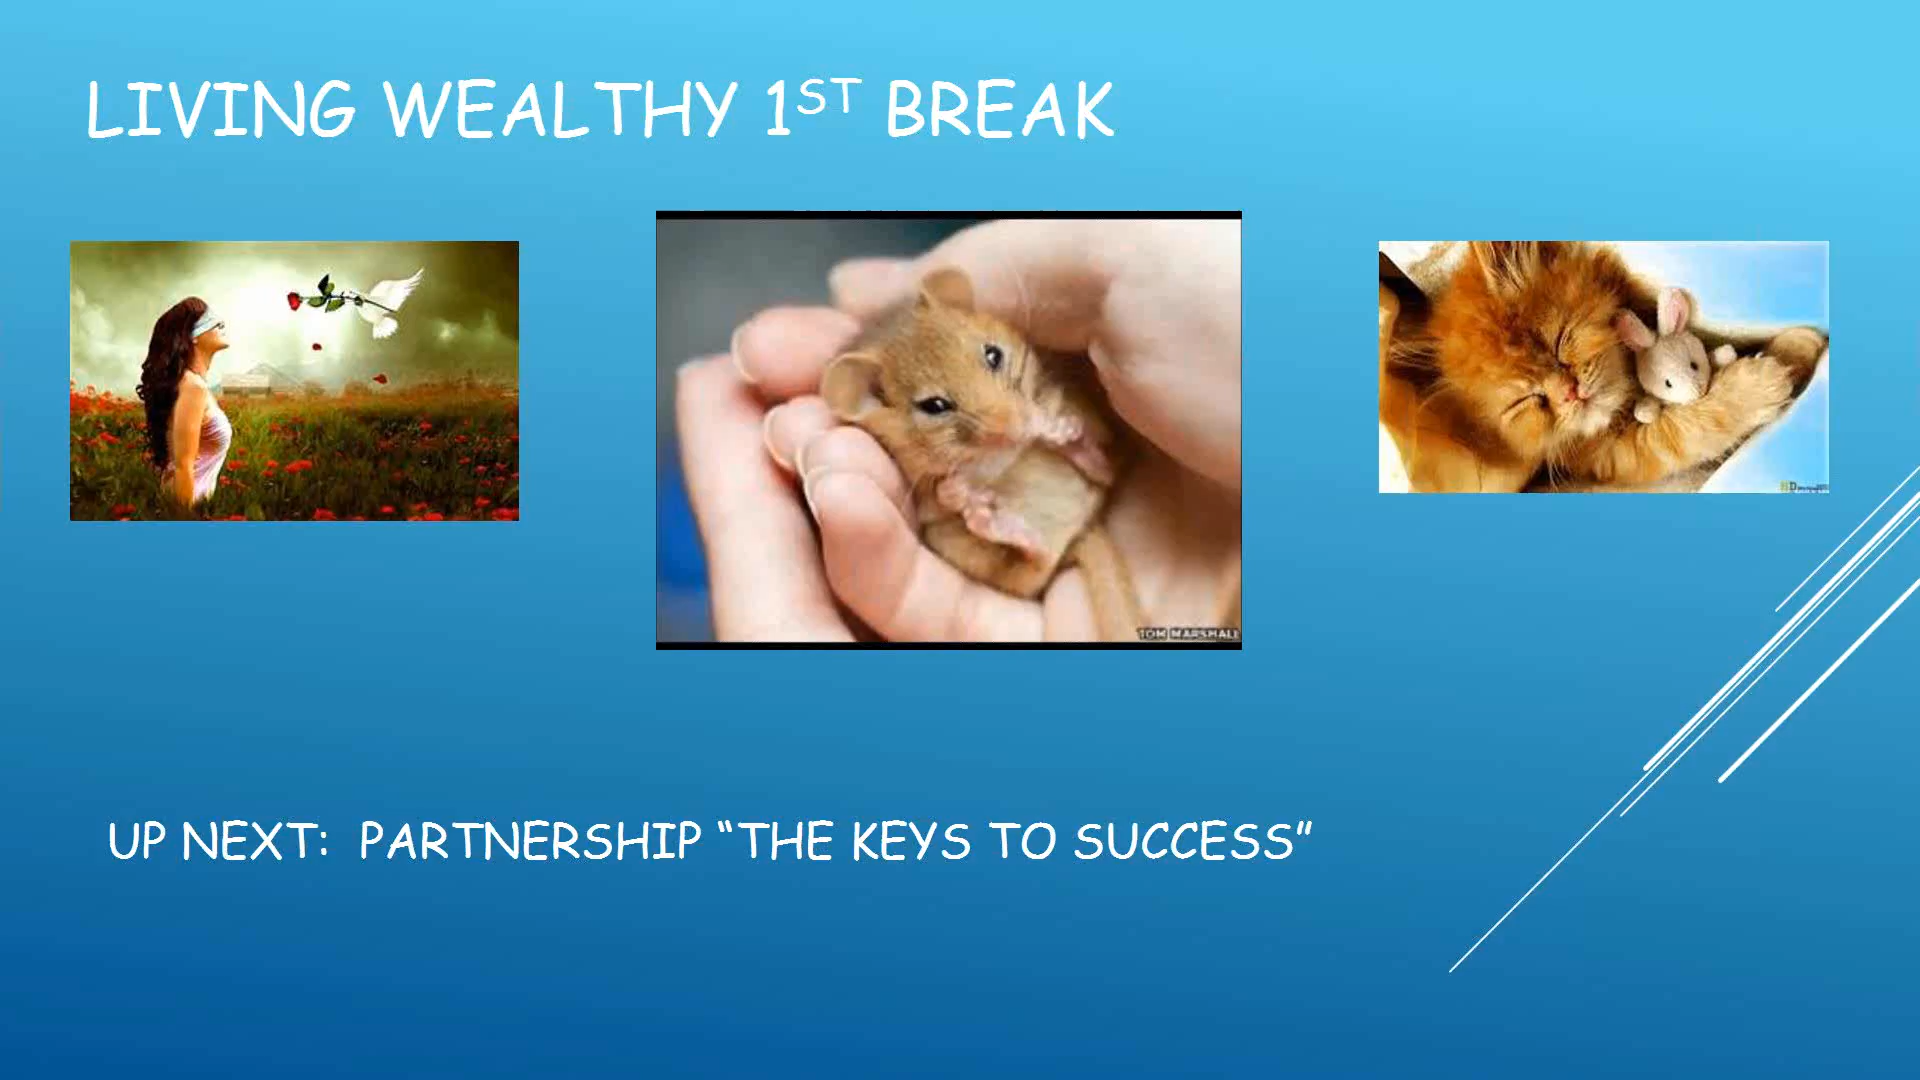 LIVING WEALTHY 1ST BREAK
TOM MARSHALL
UP NEXT: PARTNERSHIP “THE KEYS TO SUCCESS”